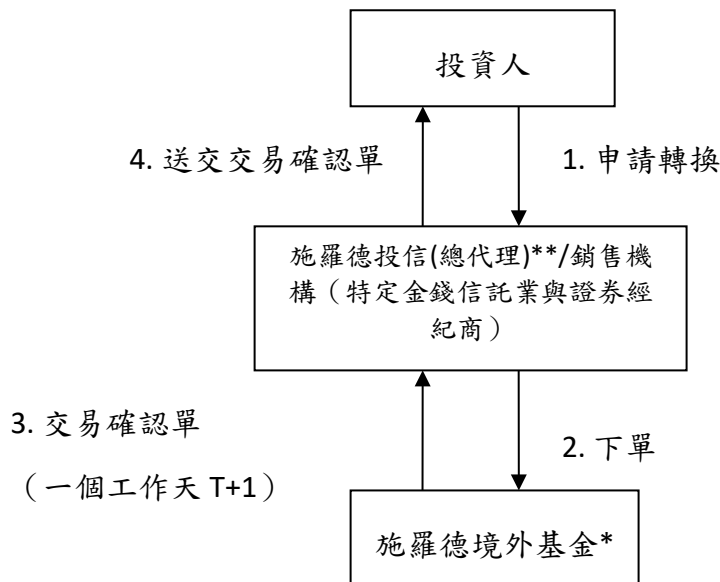 投資人
4. 送交交易確認單
1. 申請轉換
施羅德投信(總代理)**/銷售機
構（特定金錢信託業與證券經
紀商）
3. 交易確認單
（一個工作天 T+1）
2. 下單
施羅德境外基金*